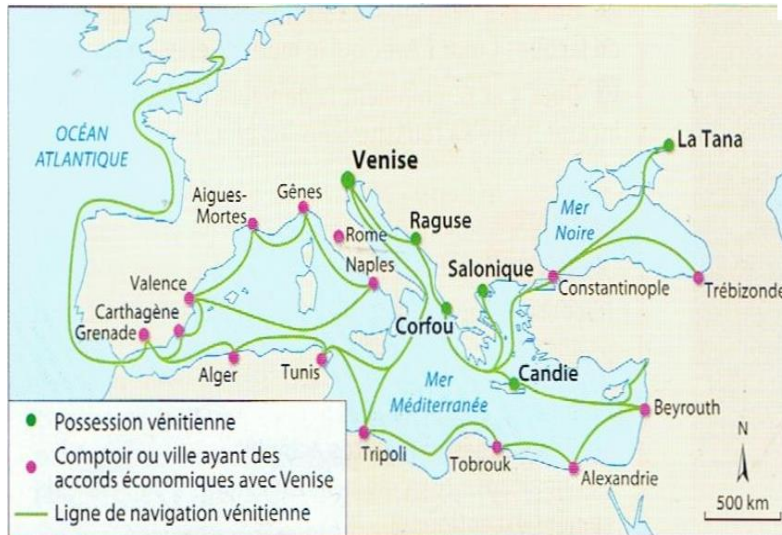 OCÉAN
ATLANTIQUE
Venise
La Tana
Aigues-
Mortes
Gênes
Rome
Raguse
Mer
Noire
Naples
Salonique
Valence
Constantinople
Trébizonde
Carthagène
Grenade
Corfou
Alger
Tunis
Candie
Mer
Méditerranée
Beyrouth
Tripoli
Tobrouk
Alexandrie
N
500 km
Possession vénitienne
Comptoir ou ville ayant des
accords économiques avec Venise
Ligne de navigation vénitienne